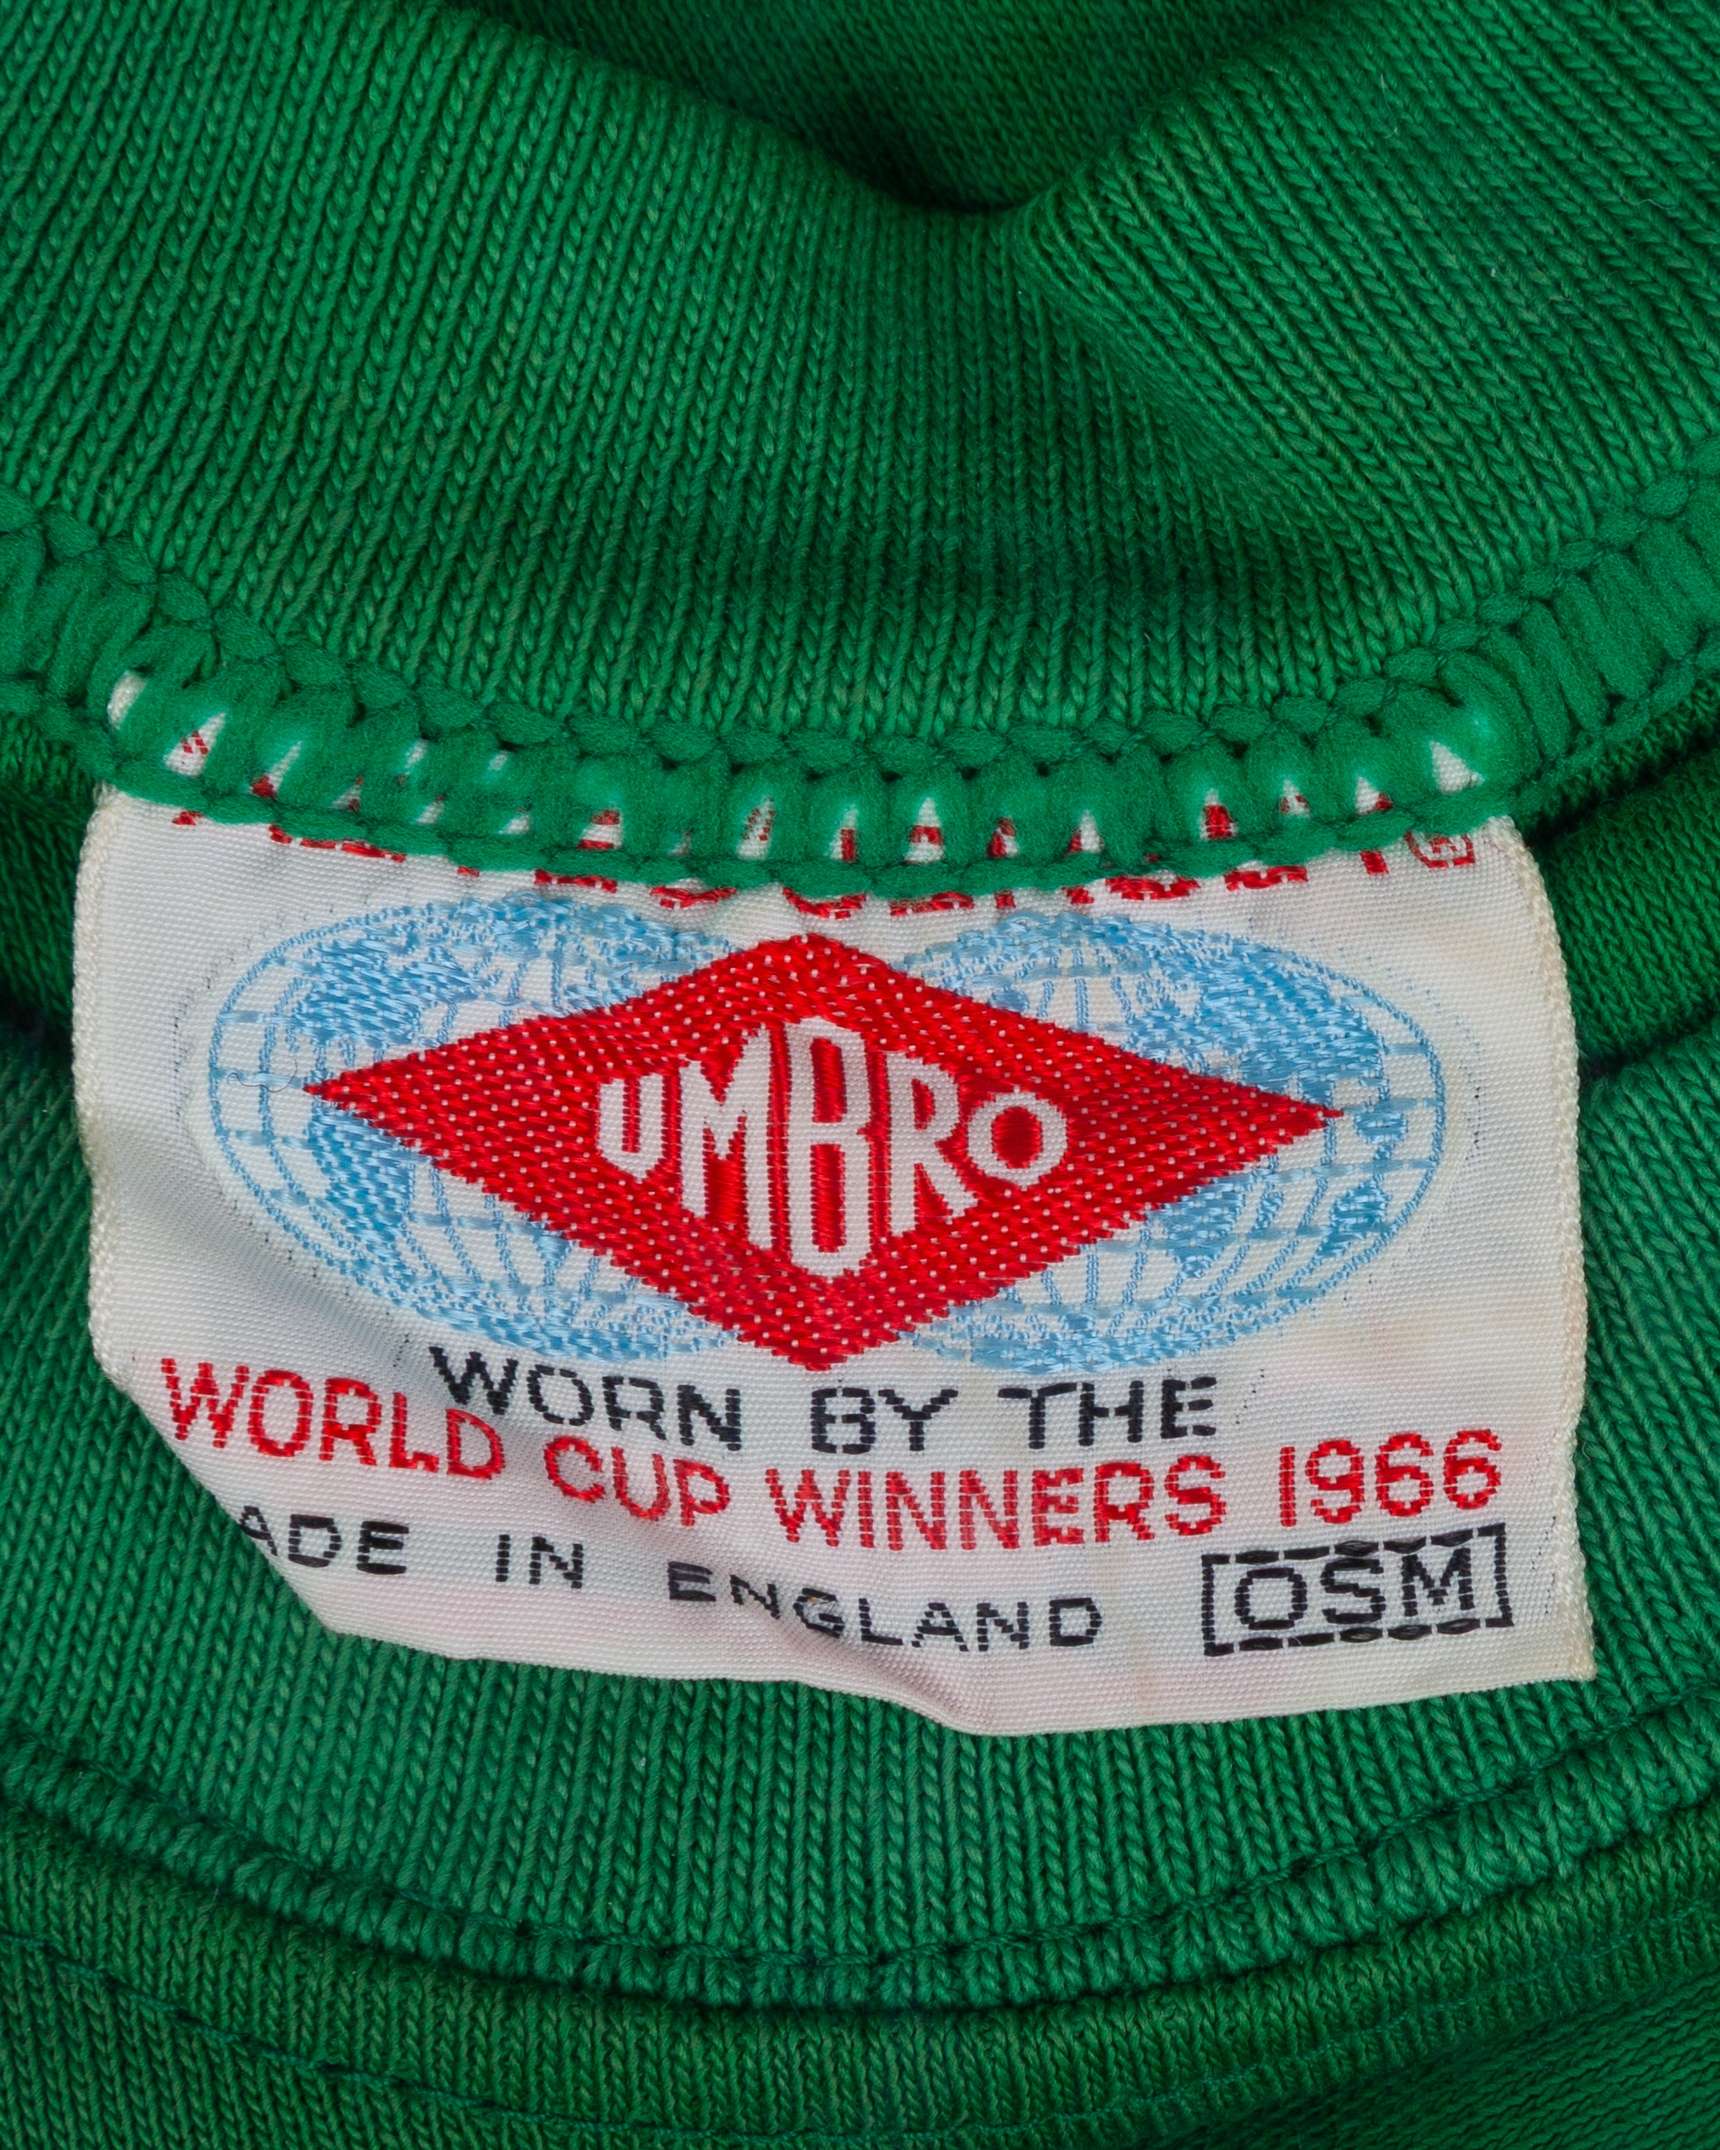 UMBRO
WORN BY THE
WORLD CUP WINNERS 1966
ADE IN ENGLAND OSM